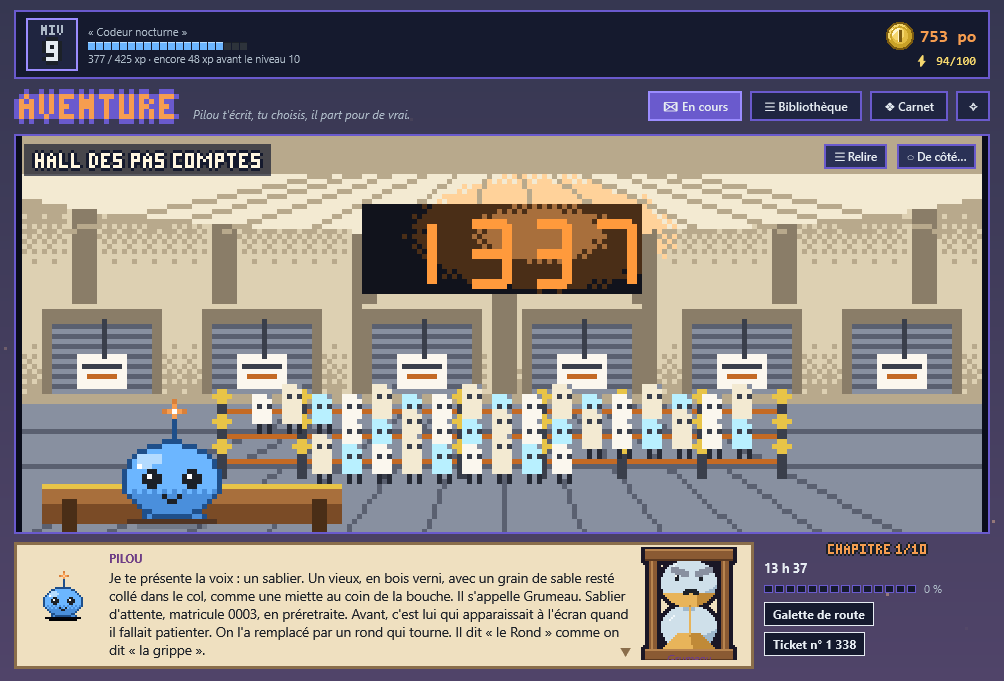 NIV
9
« Codeur nocturne »
377 / 425 xp · encore 48 xp avant le niveau 10
753 po
94/100
AVENTURE
Pilou t'écrit, tu choisis, il part pour de vrai.
En cours
Bibliothèque
Carnet
HALL DES PAS COMPTES
Relire
De côté...
1337
PILOU
Je te présente la voix : un sablier. Un vieux, en bois verni, avec un grain de sable resté
collé dans le col, comme une miette au coin de la bouche. Il s'appelle Grumeau. Sablier
d'attente, matricule 0003, en préretraite. Avant, c'est lui qui apparaissait à l'écran quand
il fallait patienter. On l'a remplacé par un rond qui tourne. Il dit « le Rond » comme on
dit « la grippe ».
CHAPITRE 1/10
13 h 37
0 %
Galette de route
Ticket n° 1 338